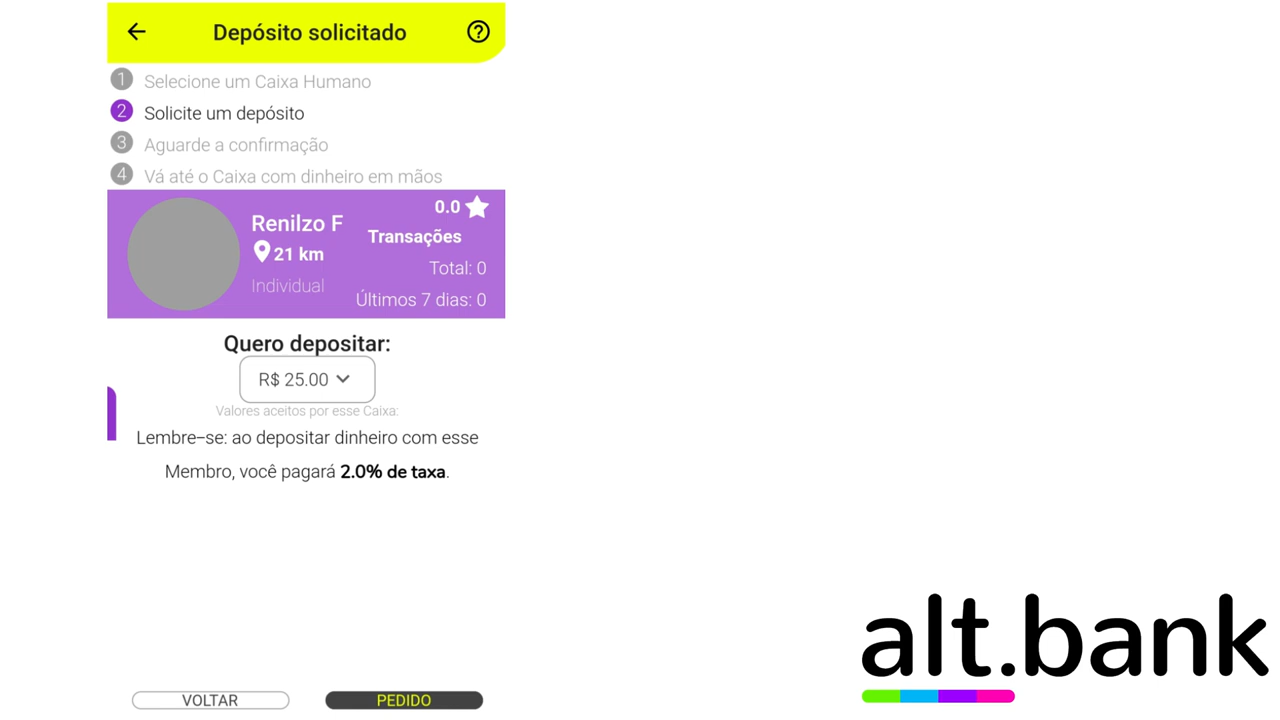 Depósito solicitado
1 Selecione um Caixa Humano
2 Solicite um depósito
3 Aguarde a confirmação
4 Vá até o Caixa com dinheiro em mãos
0.0
Renilzo F
Transações
21 km
Total: 0
Individual
Últimos 7 dias: 0
Quero depositar:
R$ 25.00
Valores aceitos por esse Caixa:
Lembre-se: ao depositar dinheiro com esse
Membro, você pagará 2.0% de taxa.
alt.bank
VOLTAR
PEDIDO